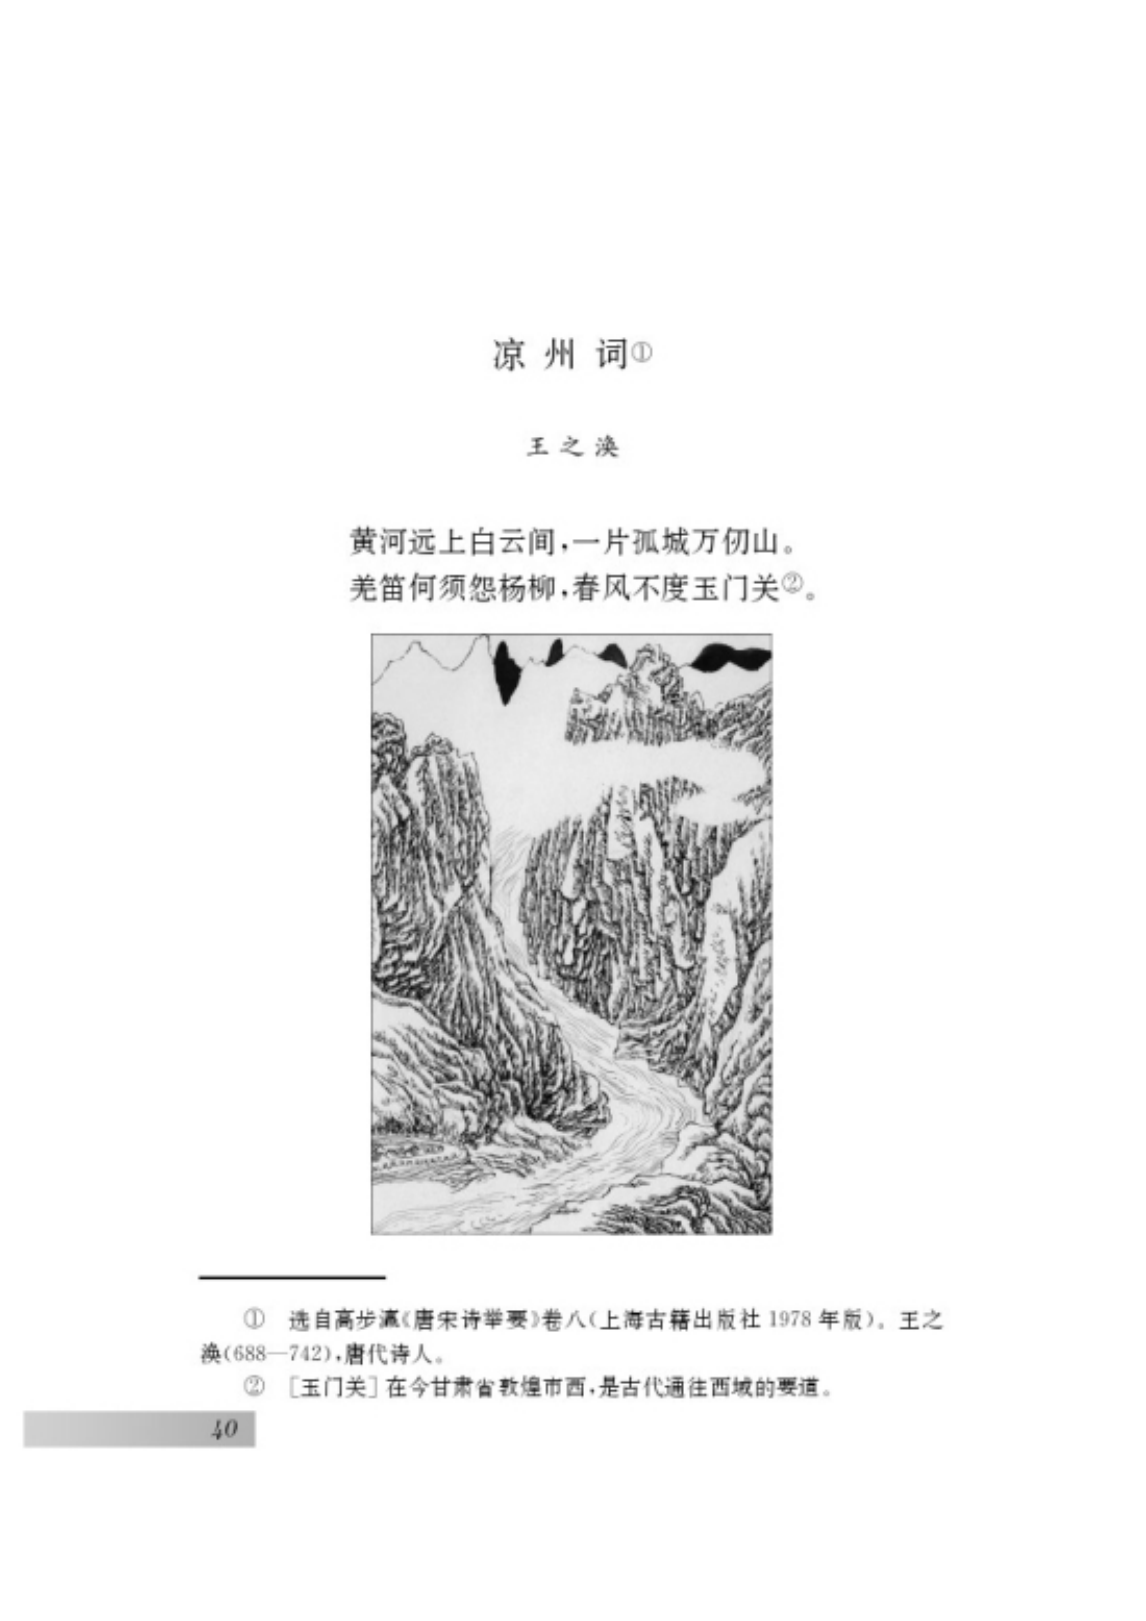 凉州词①
王之涣
黄河远上白云间，一片孤城万仞山。
羌笛何须怨杨柳，春风不度玉门关②。
① 选自高步瀛《唐宋诗举要》卷八(上海古籍出版社 1978 年版)。王之
涣(688—742)，唐代诗人。
② [玉门关]在今甘肃省敦煌市西，是古代通往西域的要道。
40